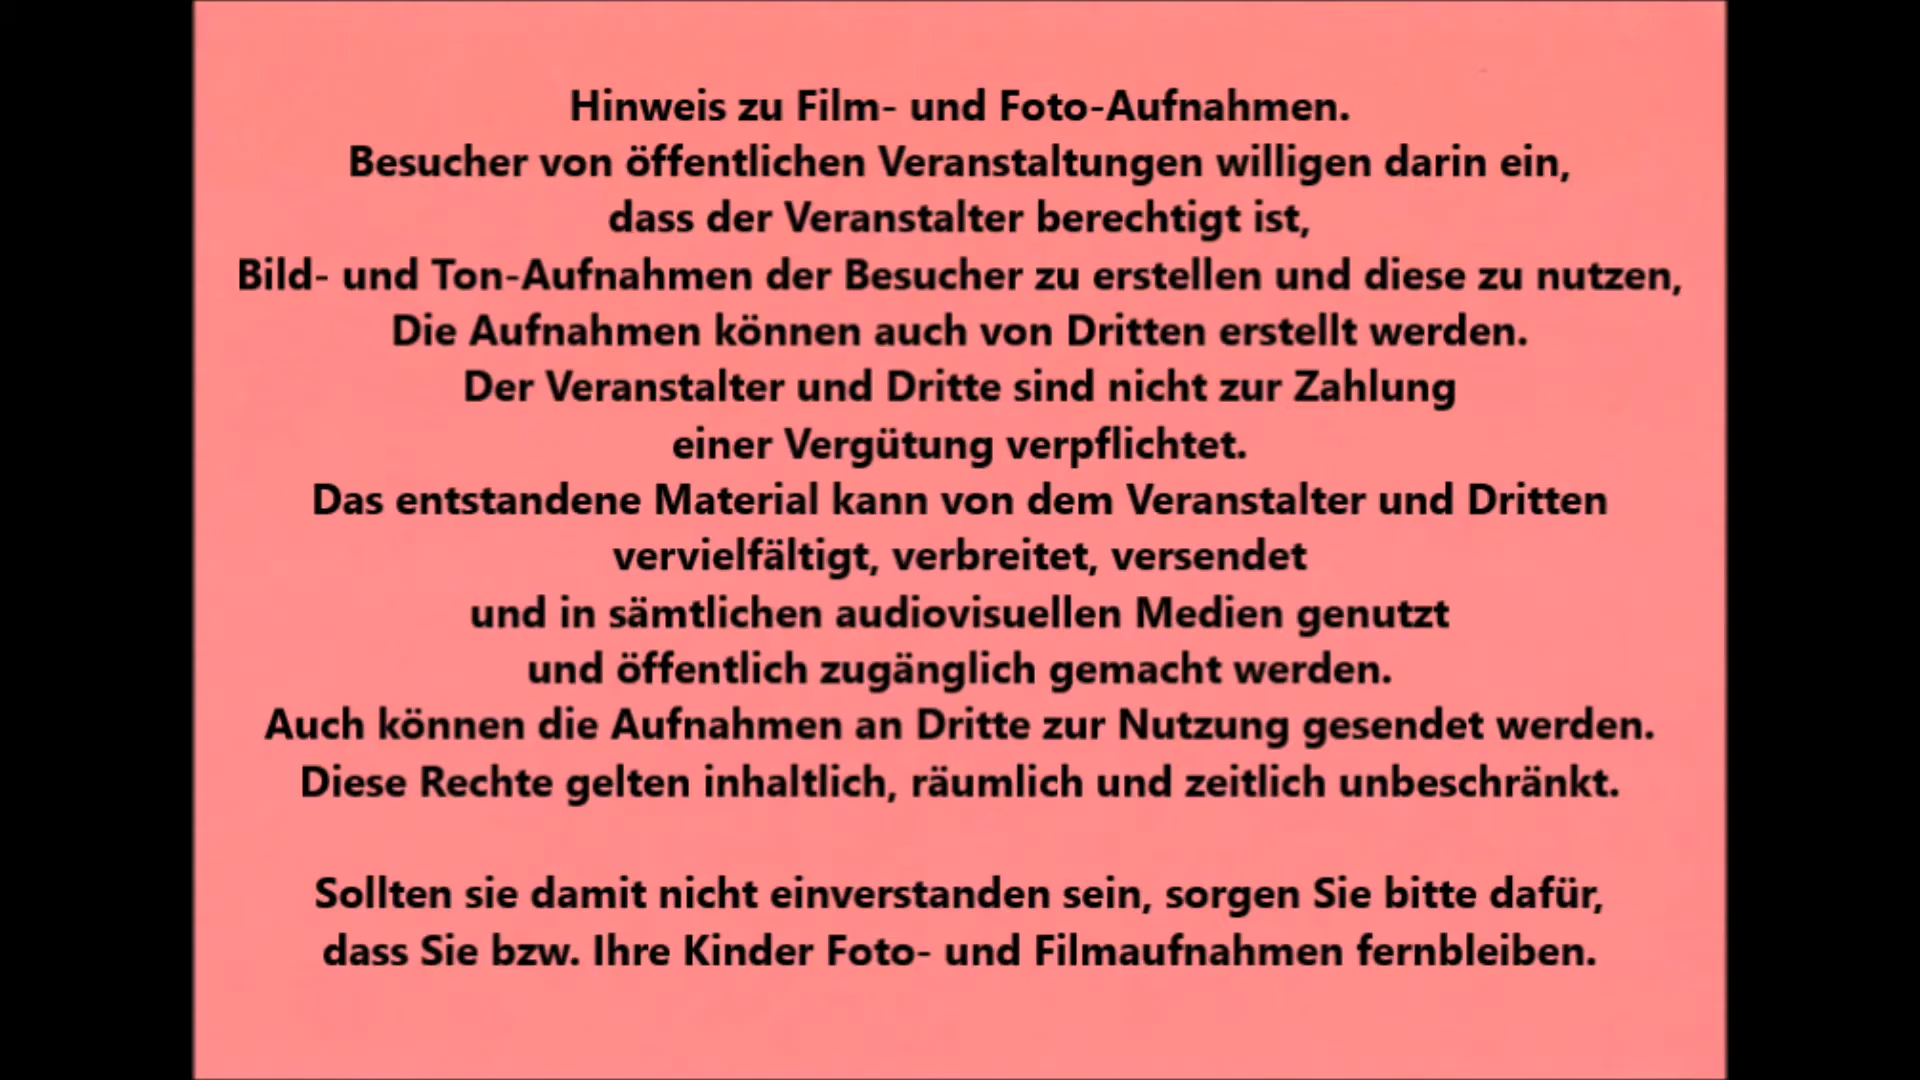 Hinweis zu Film- und Foto-Aufnahmen.
Besucher von öffentlichen Veranstaltungen willigen darin ein,
dass der Veranstalter berechtigt ist,
Bild- und Ton-Aufnahmen der Besucher zu erstellen und diese zu nutzen,
Die Aufnahmen können auch von Dritten erstellt werden.
Der Veranstalter und Dritte sind nicht zur Zahlung
einer Vergütung verpflichtet.
Das entstandene Material kann von dem Veranstalter und Dritten
vervielfältigt, verbreitet, versendet
und in sämtlichen audiovisuellen Medien genutzt
und öffentlich zugänglich gemacht werden.
Auch können die Aufnahmen an Dritte zur Nutzung gesendet werden.
Diese Rechte gelten inhaltlich, räumlich und zeitlich unbeschränkt.
Sollten sie damit nicht einverstanden sein, sorgen Sie bitte dafür,
dass Sie bzw. Ihre Kinder Foto- und Filmaufnahmen fernbleiben.